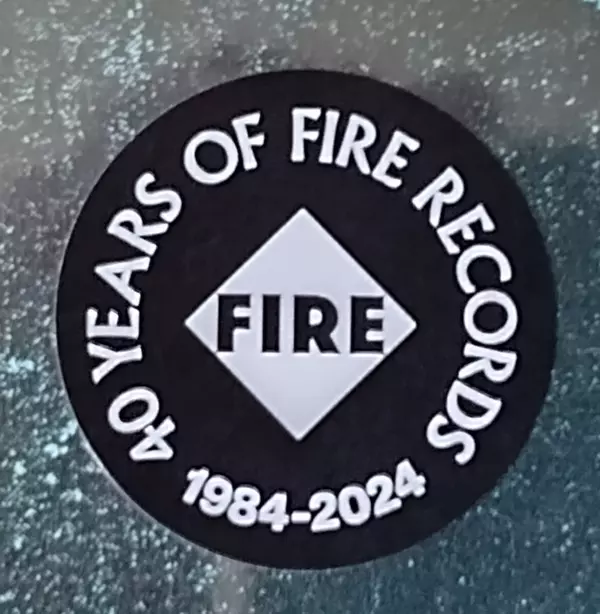 40 YEARS OF FIRE RECORDS
FIRE
1984-2024